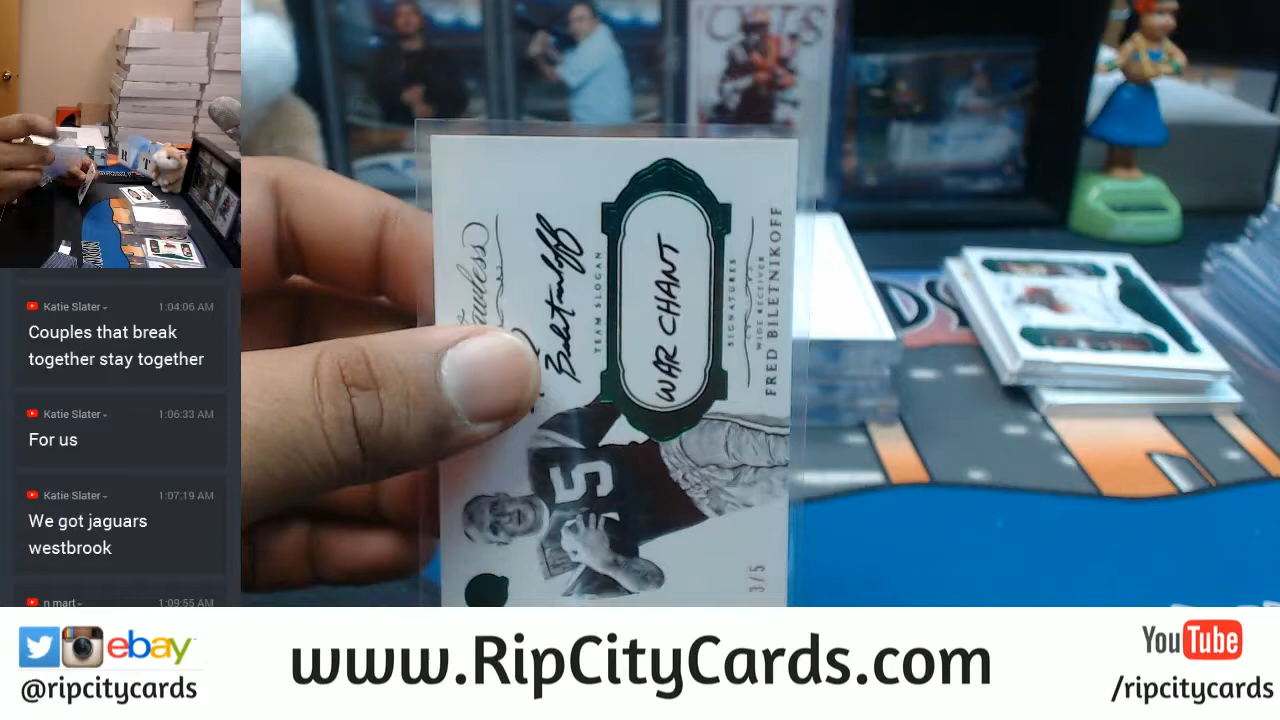 Katie Slater
1:04:06 AM
Couples that break
together stay together
Katie Slater
1:06:33 AM
For us
Katie Slater
1:07:19 AM
We got jaguars
westbrook
n mart
1:09:55 AM
TEAM SLOGAN
WAR CHANT
SIGNATURES
WIDE RECEIVER
FRED BILETNIKOFF
3/5
ebay
@ripcitycards
www.RipCityCards.com
YouTube
/ripcitycards